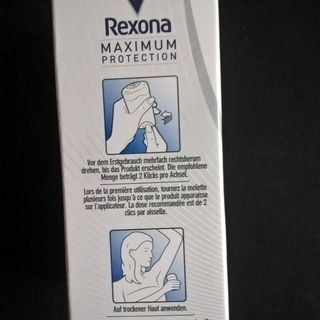 Rexona
MAXIMUM
PROTECTION
Vor dem Erstgebrauch mehrfach rechtsherum
drehen, bis das Produkt erscheint. Die empfohlene
Menge beträgt 2 Klicks pro Achsel.
Lors de la première utilisation, tournez la molette
plusieurs fois jusqu'à ce que le produit apparaisse
sur l'applicateur. La dose recommandée est de 2
clics par aisselle.
Auf trockener Haut anwenden.